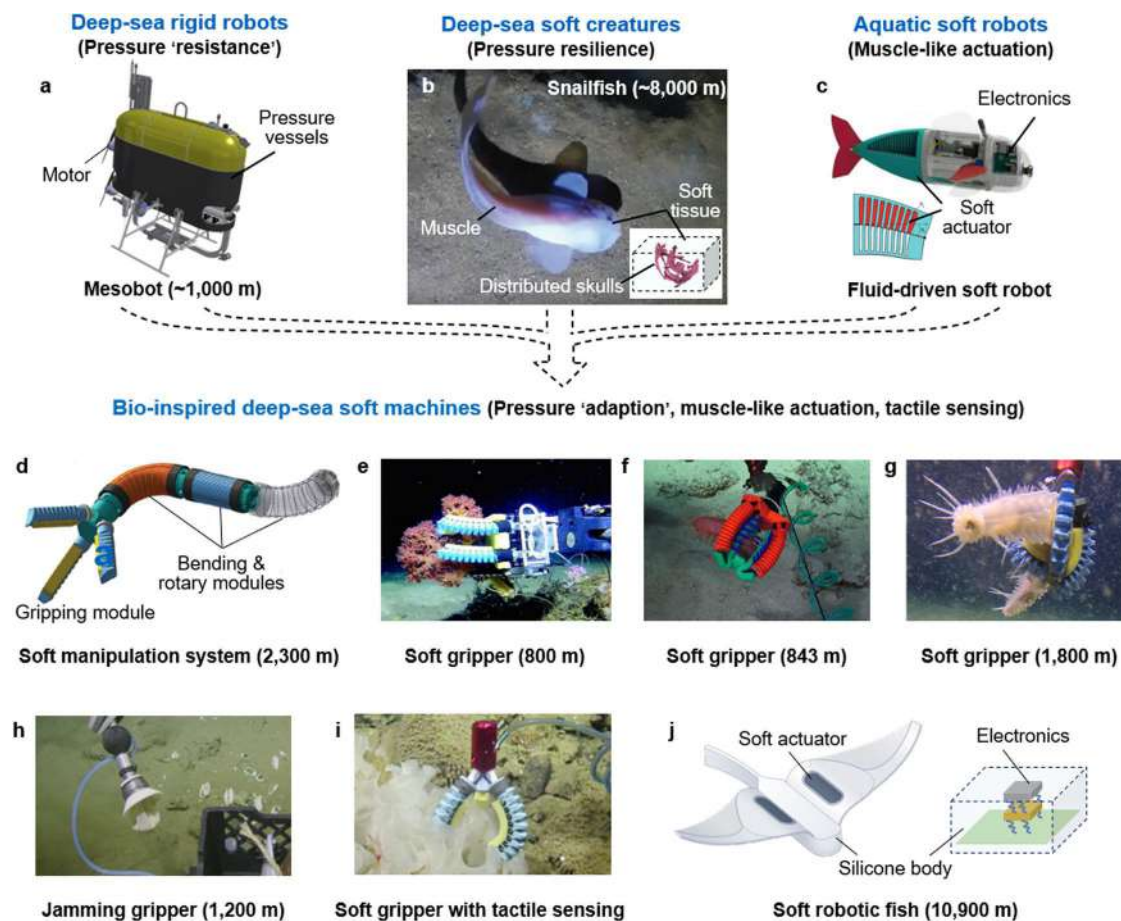 Deep-sea rigid robots
(Pressure ‘resistance’)
Deep-sea soft creatures
(Pressure resilience)
Aquatic soft robots
(Muscle-like actuation)
a
Motor
Pressure
vessels
Mesobot (~1,000 m)
b
Snailfish (~8,000 m)
Muscle
Soft
tissue
Distributed skulls
c
Electronics
Soft
actuator
Fluid-driven soft robot
Bio-inspired deep-sea soft machines (Pressure ‘adaption’, muscle-like actuation, tactile sensing)
d
Bending &
rotary modules
Gripping module
Soft manipulation system (2,300 m)
e
Soft gripper (800 m)
f
Soft gripper (843 m)
g
Soft gripper (1,800 m)
h
Jamming gripper (1,200 m)
i
Soft gripper with tactile sensing
j
Soft actuator
Electronics
Silicone body
Soft robotic fish (10,900 m)